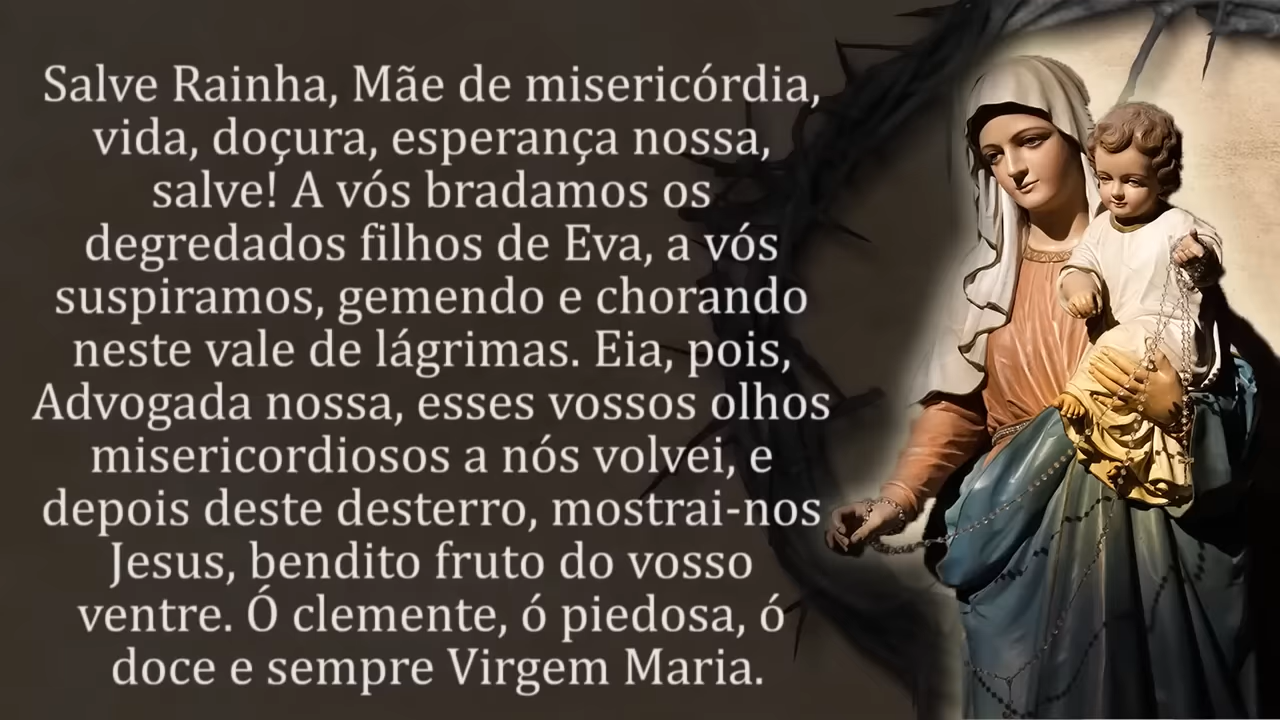 Salve Rainha, Mãe de misericórdia,
vida, doçura, esperança nossa,
salve! A vós bradamos os
degredados filhos de Eva, a vós
suspiramos, gemendo e chorando
neste vale de lágrimas. Eia, pois,
Advogada nossa, esses vossos olhos
misericordiosos a nós volvei, e
depois deste desterro, mostrai-nos
Jesus, bendito fruto do vosso
ventre. Ó clemente, ó piedosa, ó
doce e sempre Virgem Maria.